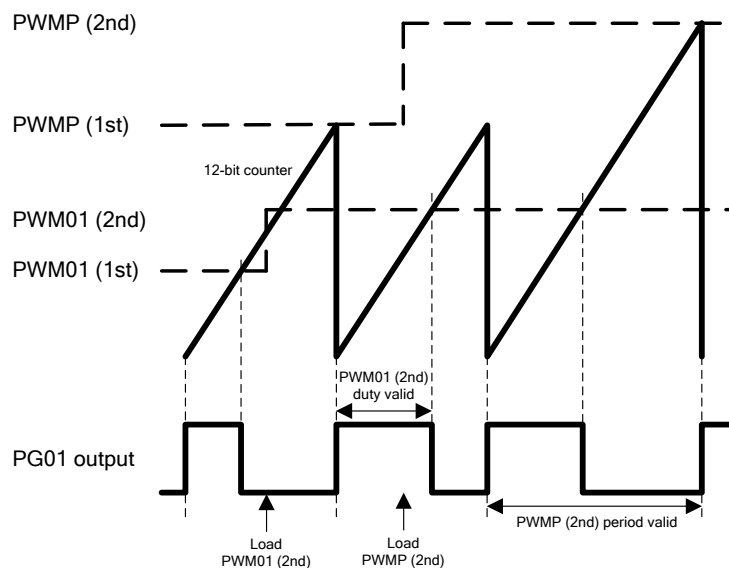 PWMP (2nd)
PWMP (1st)
12-bit counter
PWM01 (2nd)
PWM01 (1st)
PWM01 (2nd)
duty valid
PG01 output
PWMP (2nd) period valid
Load
PWM01 (2nd)
Load
PWMP (2nd)